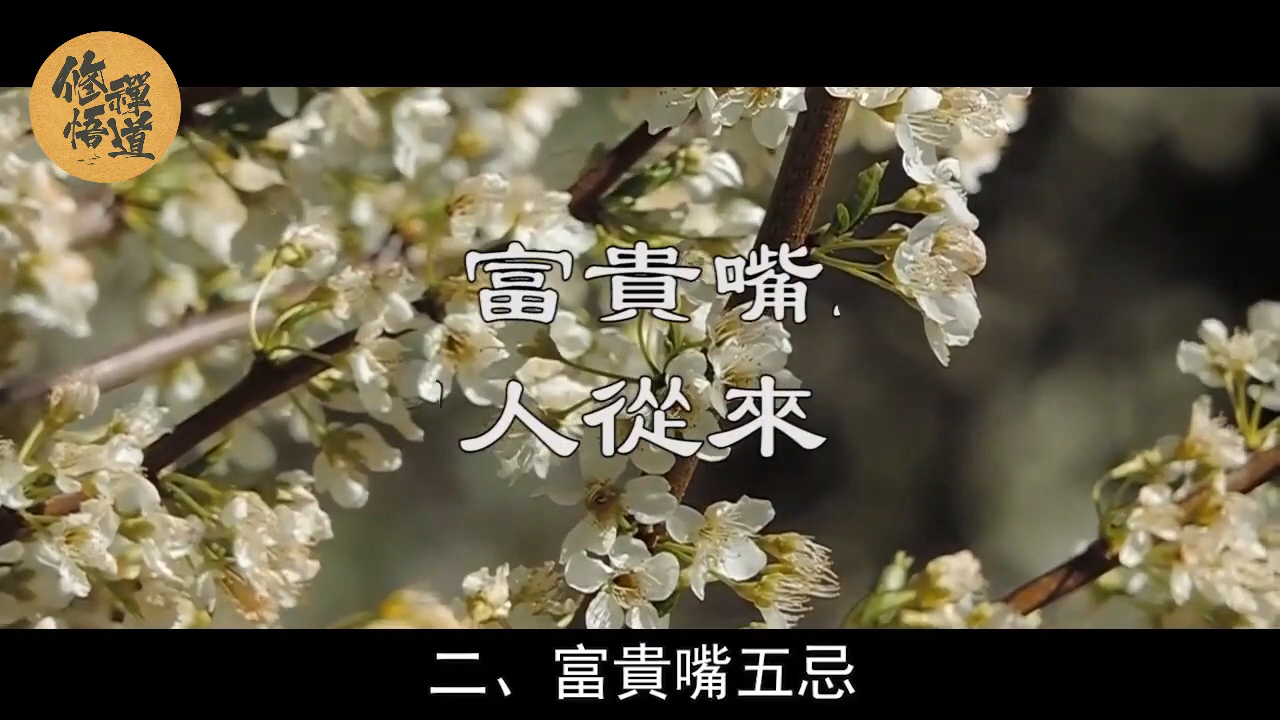 修禪
悟道
富貴嘴
人從來
二、富貴嘴五忌